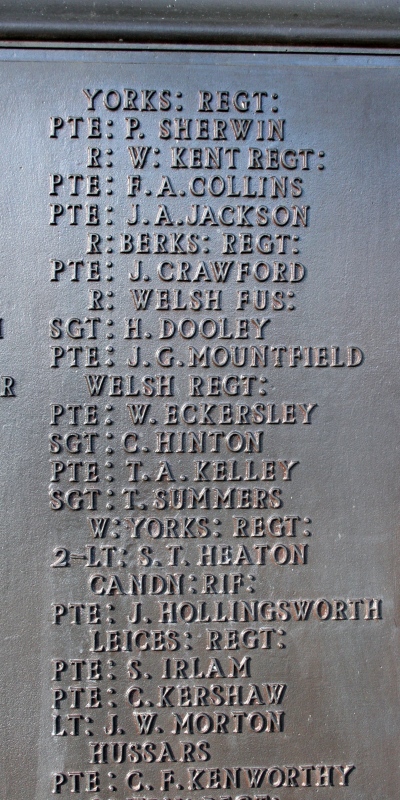 YORKS: REGT:
PTE: P. SHERWIN
R: W: KENT REGT:
PTE: F. A. COLLINS
PTE: J. A. JACKSON
R: BERKS: REGT:
PTE: J. CRAWFORD
R: WELSH FUS:
SGT: H. DOOLEY
PTE: J. G. MOUNTFIELD
R
WELSH REGT:
PTE: W. ECKERSLEY
SGT: C. HINTON
PTE: T. A. KELLEY
SGT: T. SUMMERS
W: YORKS: REGT:
2-LT: S. T. HEATON
CANDN: RIF:
PTE: J. HOLLINGSWORTH
LEICES: REGT:
PTE: S. IRLAM
PTE: C. KERSHAW
LT: J. W. MORTON
HUSSARS
PTE: C. F. KENWORTHY